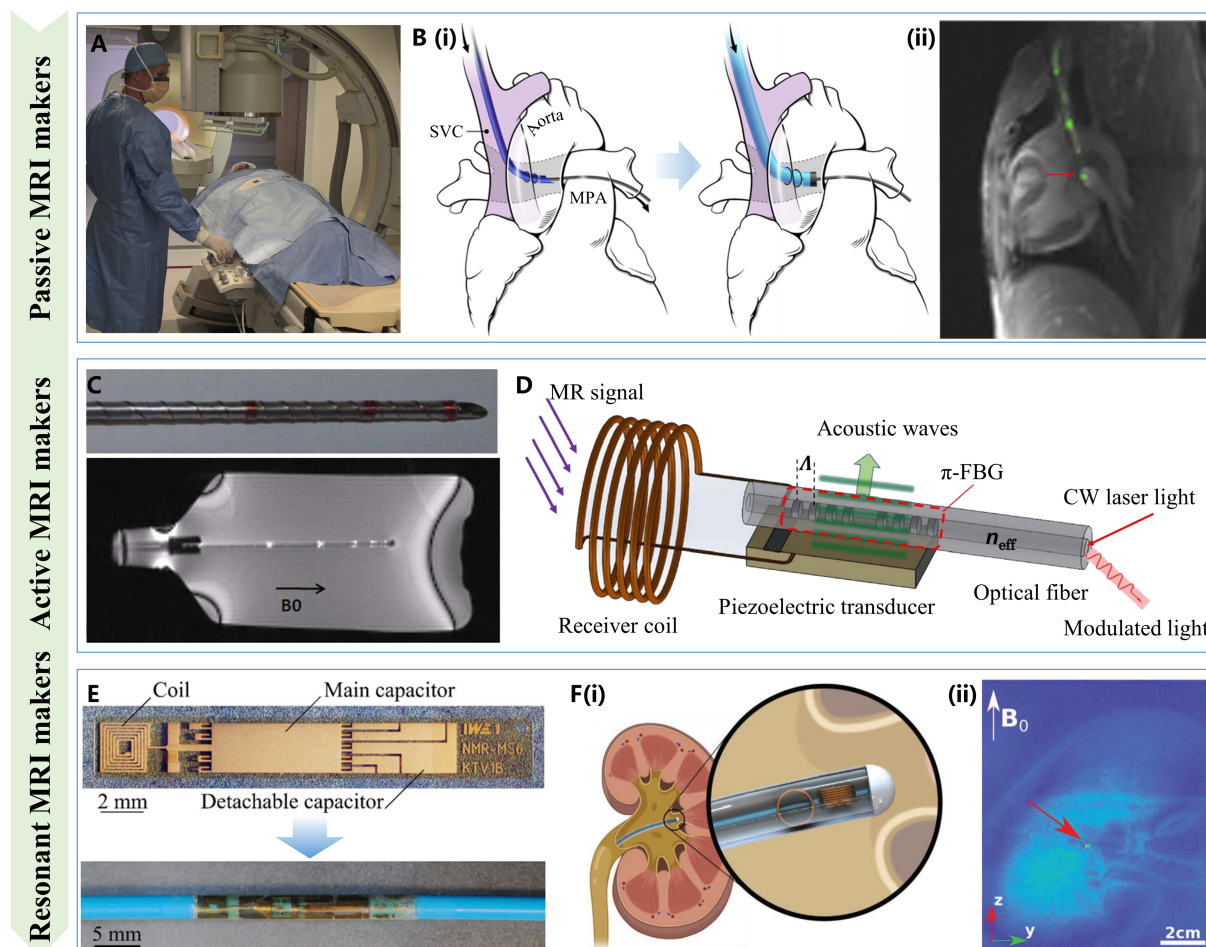 Passive MRI makers
A
B (i)
SVC
Aorta
MPA
(ii)
Active MRI makers
C
B0
D
MR signal
Acoustic waves
Λ
π-FBG
CW laser light
n_eff
Optical fiber
Piezoelectric transducer
Receiver coil
Modulated light
Resonant MRI makers
E
Coil
Main capacitor
IWE1
NMR-MS6
KTV1B
2 mm
Detachable capacitor
5 mm
F(i)
(ii)
B₀
z
y
2cm